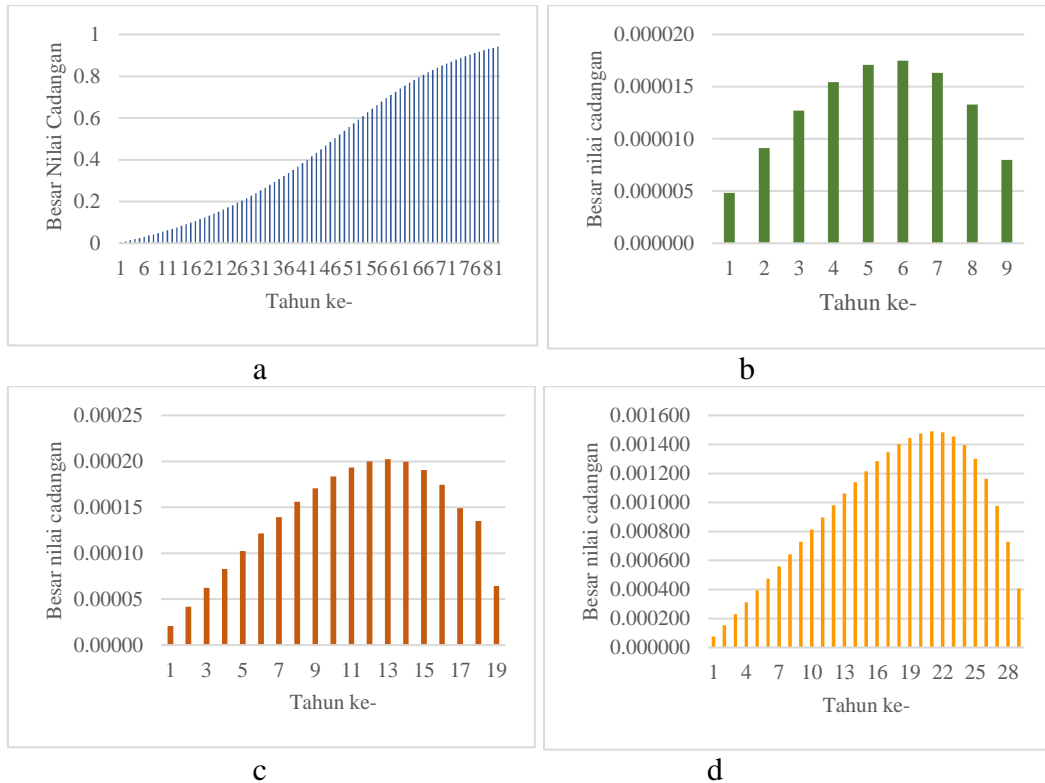 Besar Nilai Cadangan
1
0.8
0.6
0.4
0.2
0
1 6 11 16 21 26 31 36 41 46 51 56 61 66 71 76 81
Tahun ke-
a
Besar nilai cadangan
0.000020
0.000015
0.000010
0.000005
0.000000
1 2 3 4 5 6 7 8 9
Tahun ke-
b
Besar nilai cadangan
0.00025
0.00020
0.00015
0.00010
0.00005
0.00000
1 3 5 7 9 11 13 15 17 19
Tahun ke-
c
Besar nilai cadangan
0.001600
0.001400
0.001200
0.001000
0.000800
0.000600
0.000400
0.000200
0.000000
1 4 7 10 13 16 19 22 25 28
Tahun ke-
d